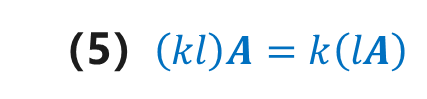 (5) (kl)A = k(lA)